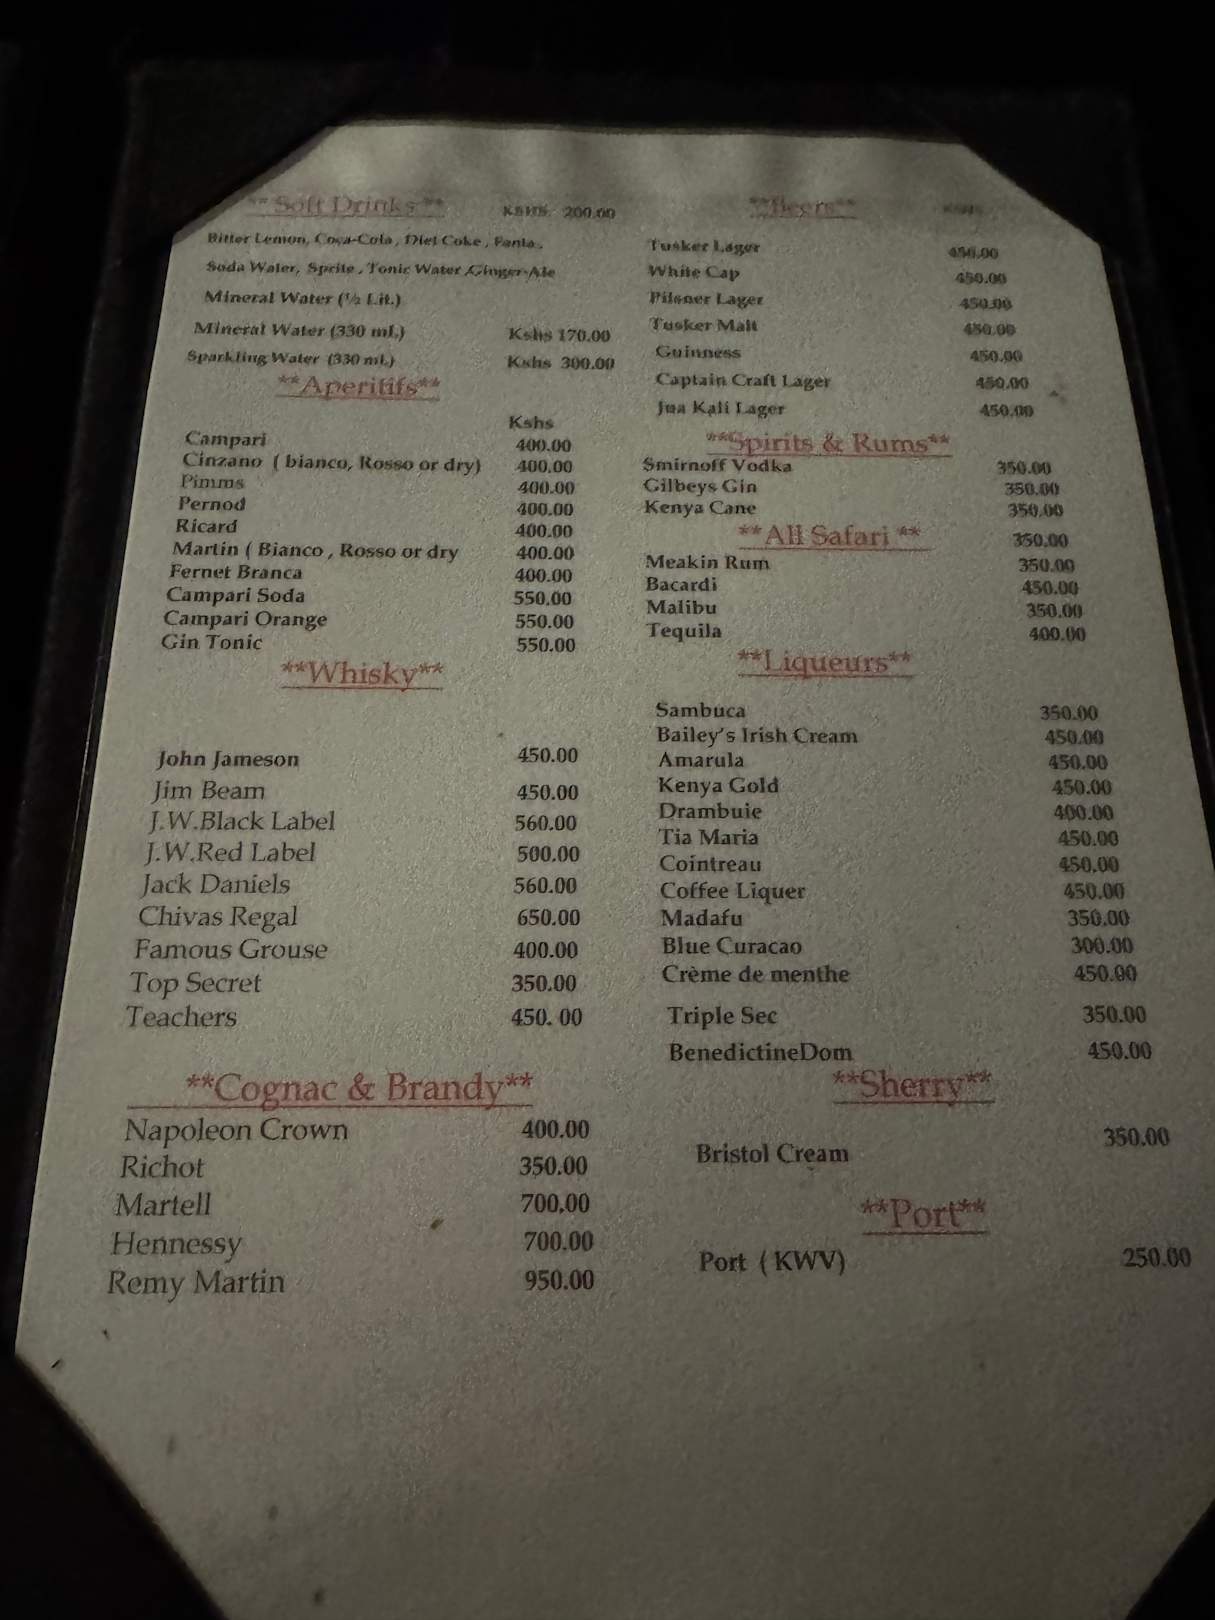 **Soft Drinks** KSHS 200.00
Bitter Lemon, Coca-Cola, Diet Coke, Fanta,
Soda Water, Sprite, Tonic Water, Ginger-Ale
Mineral Water (½ Lit.)
Mineral Water (330 ml.) Kshs 170.00
Sparkling Water (330 ml.) Kshs 300.00
**Aperitifs**
Kshs
Campari 400.00
Cinzano ( bianco, Rosso or dry) 400.00
Pimms 400.00
Pernod 400.00
Ricard 400.00
Martin ( Bianco , Rosso or dry 400.00
Fernet Branca 400.00
Campari Soda 550.00
Campari Orange 550.00
Gin Tonic 550.00
**Whisky**
John Jameson 450.00
Jim Beam 450.00
J.W.Black Label 560.00
J.W.Red Label 500.00
Jack Daniels 560.00
Chivas Regal 650.00
Famous Grouse 400.00
Top Secret 350.00
Teachers 450. 00
**Cognac & Brandy**
Napoleon Crown 400.00
Richot 350.00
Martell 700.00
Hennessy 700.00
Remy Martin 950.00
**Beers**
Tusker Lager 450.00
White Cap 450.00
Pilsner Lager 450.00
Tusker Malt 450.00
Guinness 450.00
Captain Craft Lager 450.00
Jua Kali Lager 450.00
**Spirits & Rums**
Smirnoff Vodka 350.00
Gilbeys Gin 350.00
Kenya Cane 350.00
**All Safari ** 350.00
Meakin Rum 350.00
Bacardi 450.00
Malibu 350.00
Tequila 400.00
**Liqueurs**
Sambuca 350.00
Bailey's Irish Cream 450.00
Amarula 450.00
Kenya Gold 450.00
Drambuie 400.00
Tia Maria 450.00
Cointreau 450.00
Coffee Liquer 450.00
Madafu 350.00
Blue Curacao 300.00
Crème de menthe 450.00
Triple Sec 350.00
BenedictineDom 450.00
**Sherry**
Bristol Cream 350.00
**Port**
Port ( KWV) 250.00